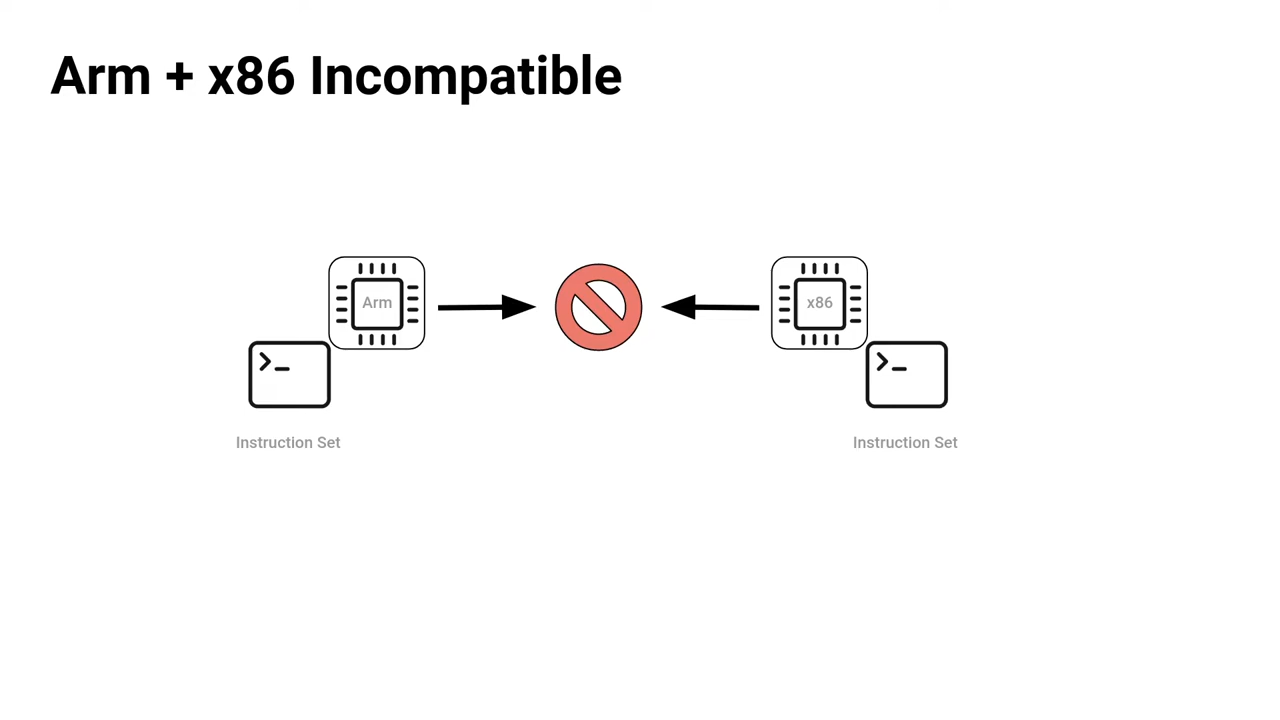 Arm + x86 Incompatible
Arm
x86
Instruction Set
Instruction Set